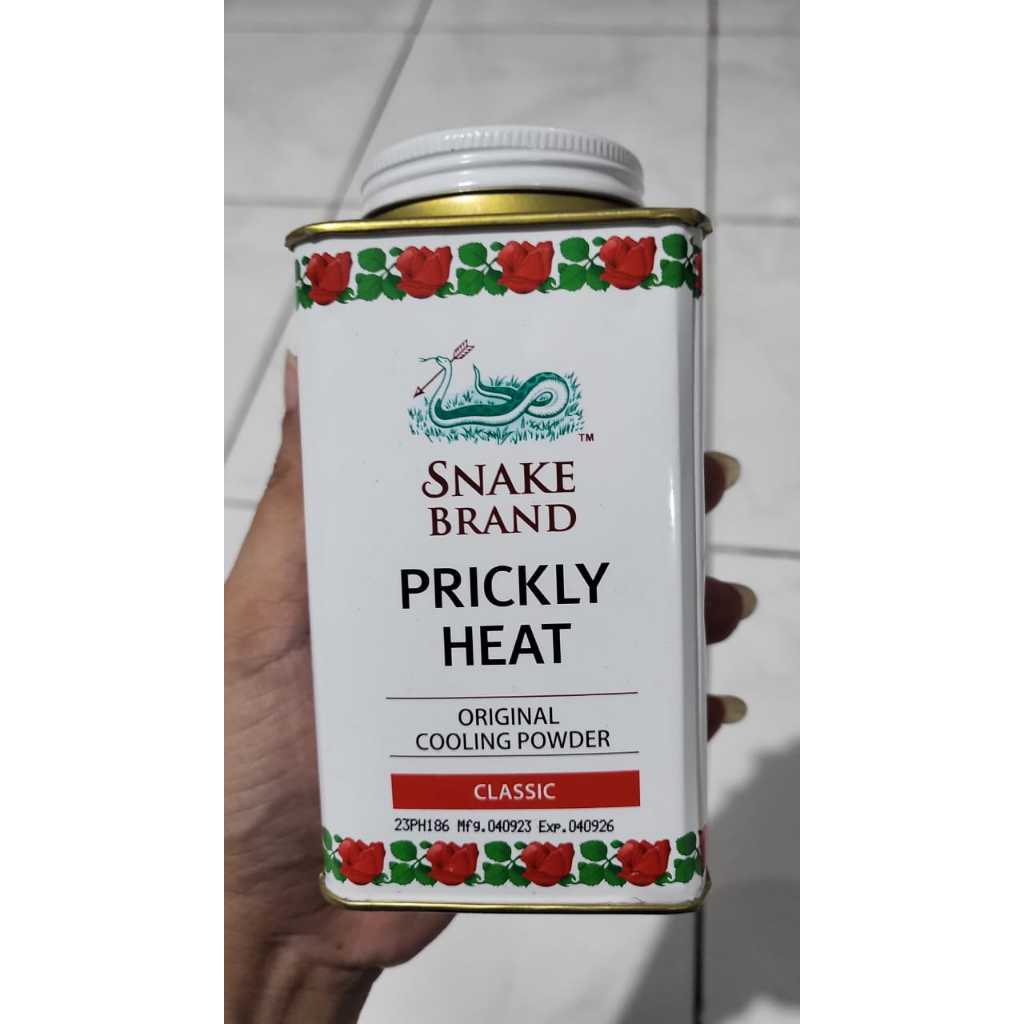 TM
SNAKE
BRAND
PRICKLY
HEAT
ORIGINAL
COOLING POWDER
CLASSIC
23PH186 Mfg.040923 Exp.040926